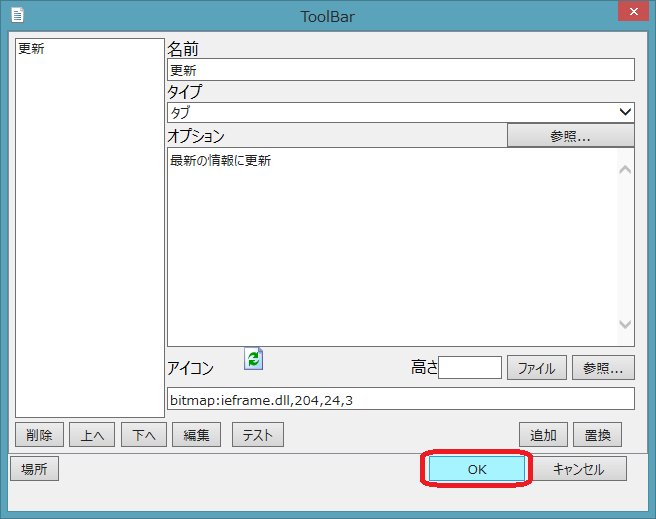 ToolBar
更新
名前
更新
タイプ
タブ
オプション
参照...
最新の情報に更新
アイコン
高さ
ファイル
参照...
bitmap:ieframe.dll,204,24,3
削除
上へ
下へ
編集
テスト
追加
置換
場所
OK
キャンセル